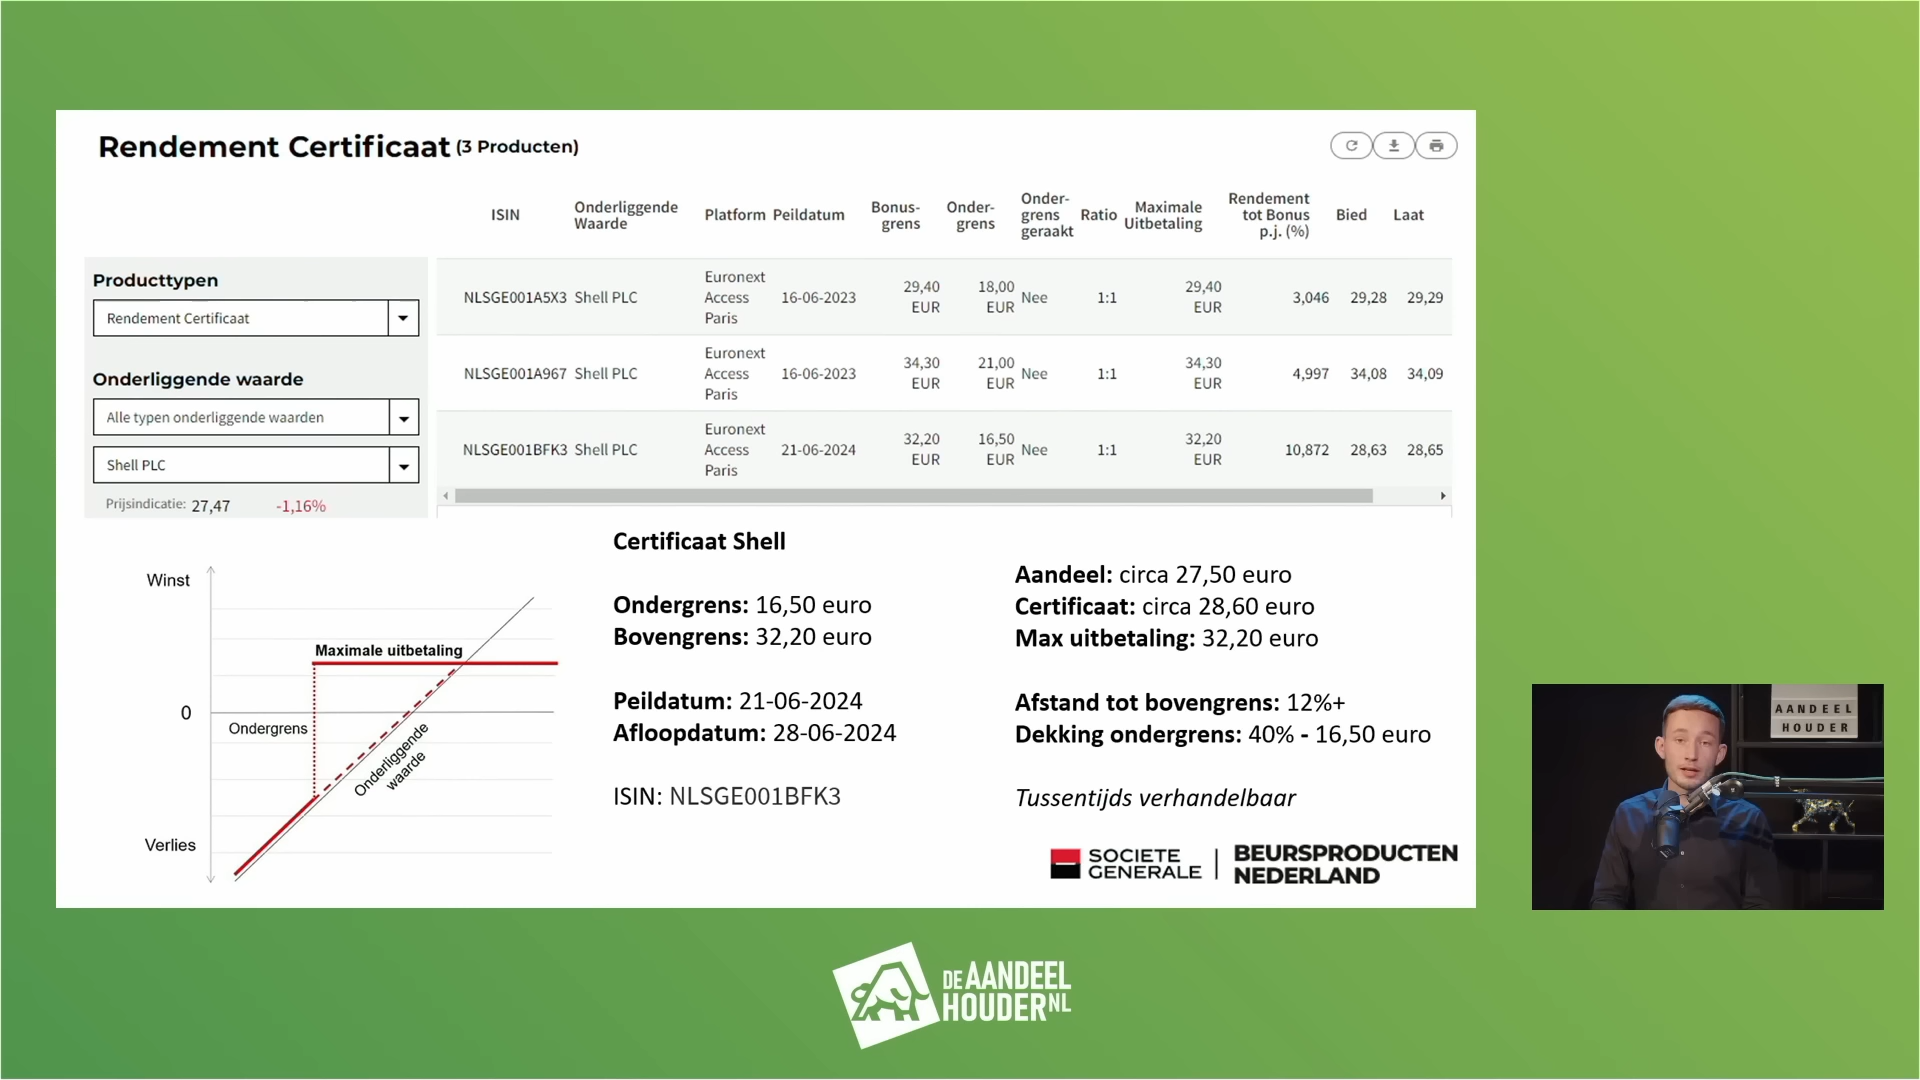 Rendement Certificaat (3 Producten)
ISIN Onderliggende Waarde Platform Peildatum Bonus-grens Onder-grens Onder-grens geraakt Ratio Maximale Uitbetaling Rendement tot Bonus p.j. (%) Bied Laat
Producttypen
Rendement Certificaat
Onderliggende waarde
Alle typen onderliggende waarden
Shell PLC
Prijsindicatie: 27,47 -1,16%
NLSGE001A5X3 Shell PLC Euronext Access Paris 16-06-2023 29,40 EUR 18,00 EUR Nee 1:1 29,40 EUR 3,046 29,28 29,29
NLSGE001A967 Shell PLC Euronext Access Paris 16-06-2023 34,30 EUR 21,00 EUR Nee 1:1 34,30 EUR 4,997 34,08 34,09
NLSGE001BFK3 Shell PLC Euronext Access Paris 21-06-2024 32,20 EUR 16,50 EUR Nee 1:1 32,20 EUR 10,872 28,63 28,65
Winst
Maximale uitbetaling
0
Ondergrens
Onderliggende
waarde
Verlies
Certificaat Shell
Ondergrens: 16,50 euro
Bovengrens: 32,20 euro
Peildatum: 21-06-2024
Afloopdatum: 28-06-2024
ISIN: NLSGE001BFK3
Aandeel: circa 27,50 euro
Certificaat: circa 28,60 euro
Max uitbetaling: 32,20 euro
Afstand tot bovengrens: 12%+
Dekking ondergrens: 40% - 16,50 euro
Tussentijds verhandelbaar
SOCIETE
GENERALE
BEURSPRODUCTEN
NEDERLAND
AANDEEL
HOUDER
DE AANDEEL
HOUDER NL